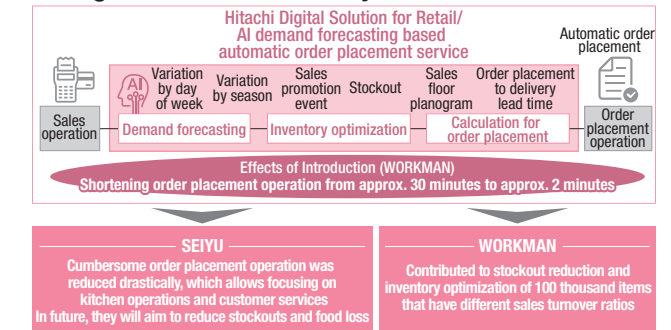 Hitachi Digital Solution for Retail/
AI demand forecasting based
automatic order placement service
Automatic order
placement
AI
Variation
by day
of week
Variation
by season
Sales
promotion
event
Stockout
Sales
floor
planogram
Order placement
to delivery
lead time
Sales
operation
Demand forecasting
Inventory optimization
Calculation for
order placement
Order
placement
operation
Effects of Introduction (WORKMAN)
Shortening order placement operation from approx. 30 minutes to approx. 2 minutes
SEIYU
Cumbersome order placement operation was
reduced drastically, which allows focusing on
kitchen operations and customer services
In future, they will aim to reduce stockouts and food loss
WORKMAN
Contributed to stockout reduction and
inventory optimization of 100 thousand items
that have different sales turnover ratios